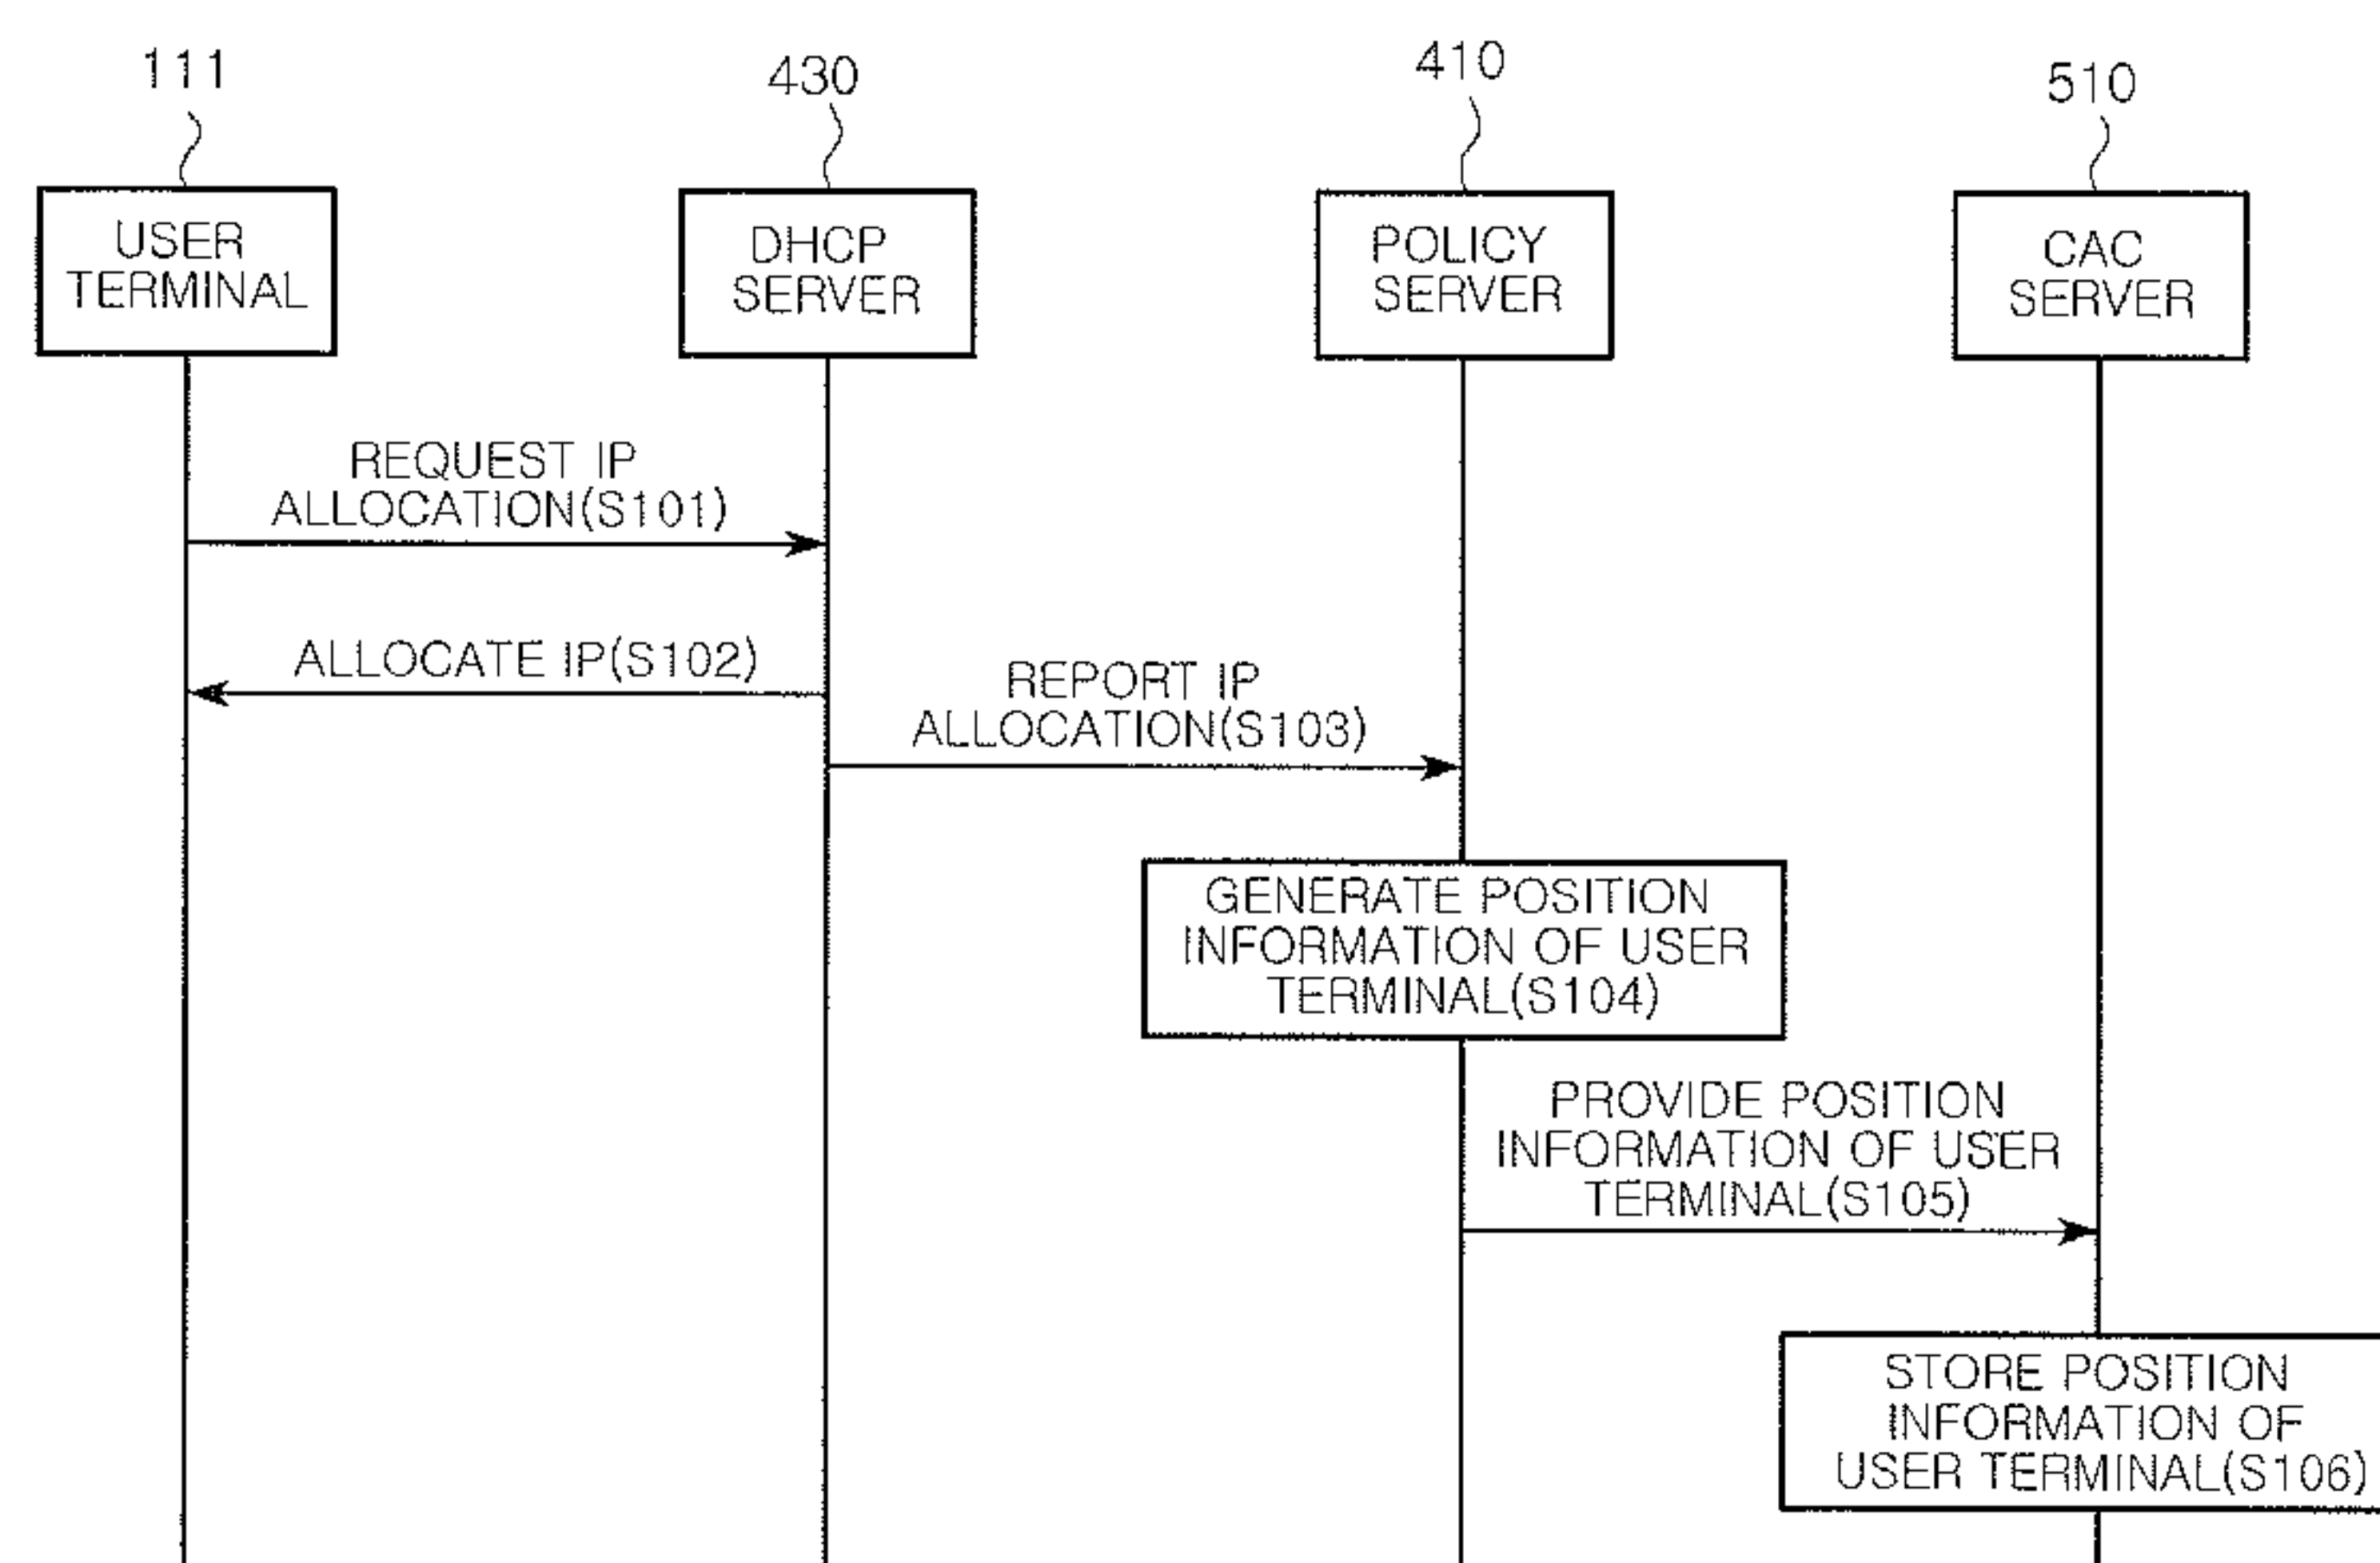 111
430
410
510
USER
TERMINAL
DHCP
SERVER
POLICY
SERVER
CAC
SERVER
REQUEST IP
ALLOCATION(S101)
ALLOCATE IP(S102)
REPORT IP
ALLOCATION(S103)
GENERATE POSITION
INFORMATION OF USER
TERMINAL(S104)
PROVIDE POSITION
INFORMATION OF USER
TERMINAL(S105)
STORE POSITION
INFORMATION OF
USER TERMINAL(S106)